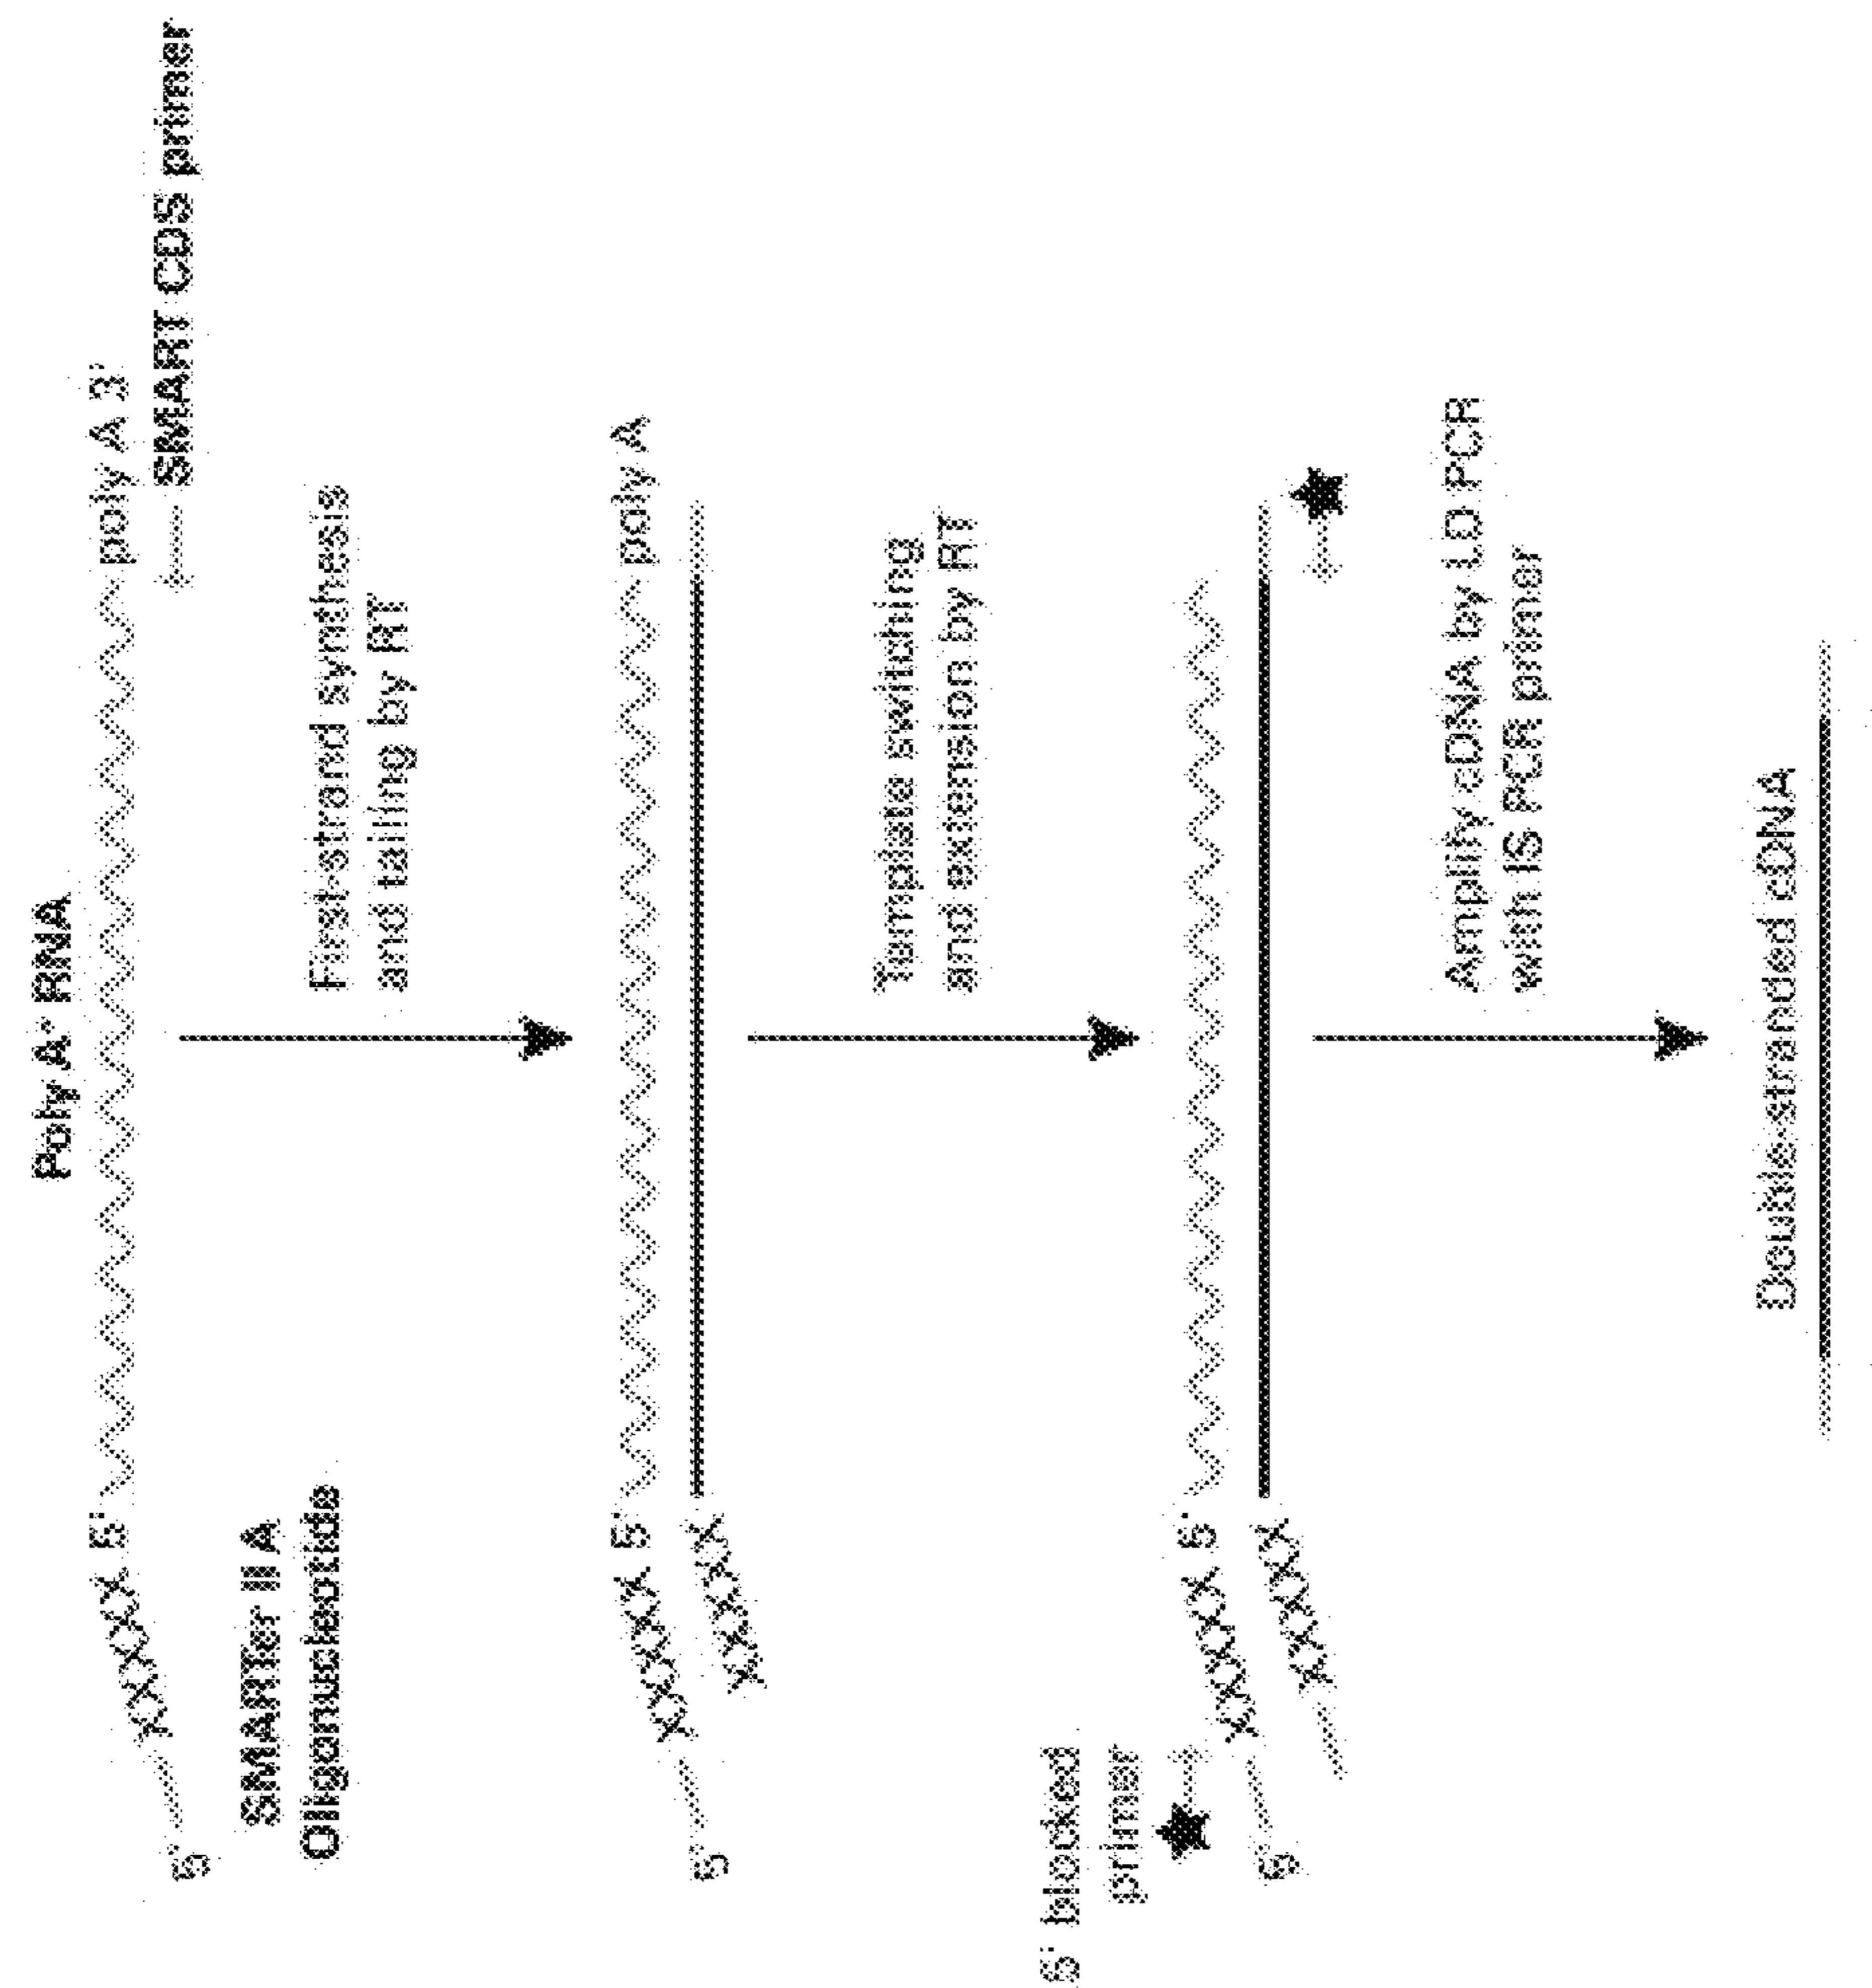 Poly A⁺ RNA
XXXXX 5'
poly A 3'
5'
SMART CDS primer
SMARTer II A
Oligonucleotide
First-strand synthesis
and tailing by RT
XXXXX 5'
poly A
5'
XXXXX
Template switching
and extension by RT
5' blocked
primer
XXXXX 5'
5'
XXXXX
Amplify cDNA by LD PCR
with IS PCR primer
Double-stranded cDNA